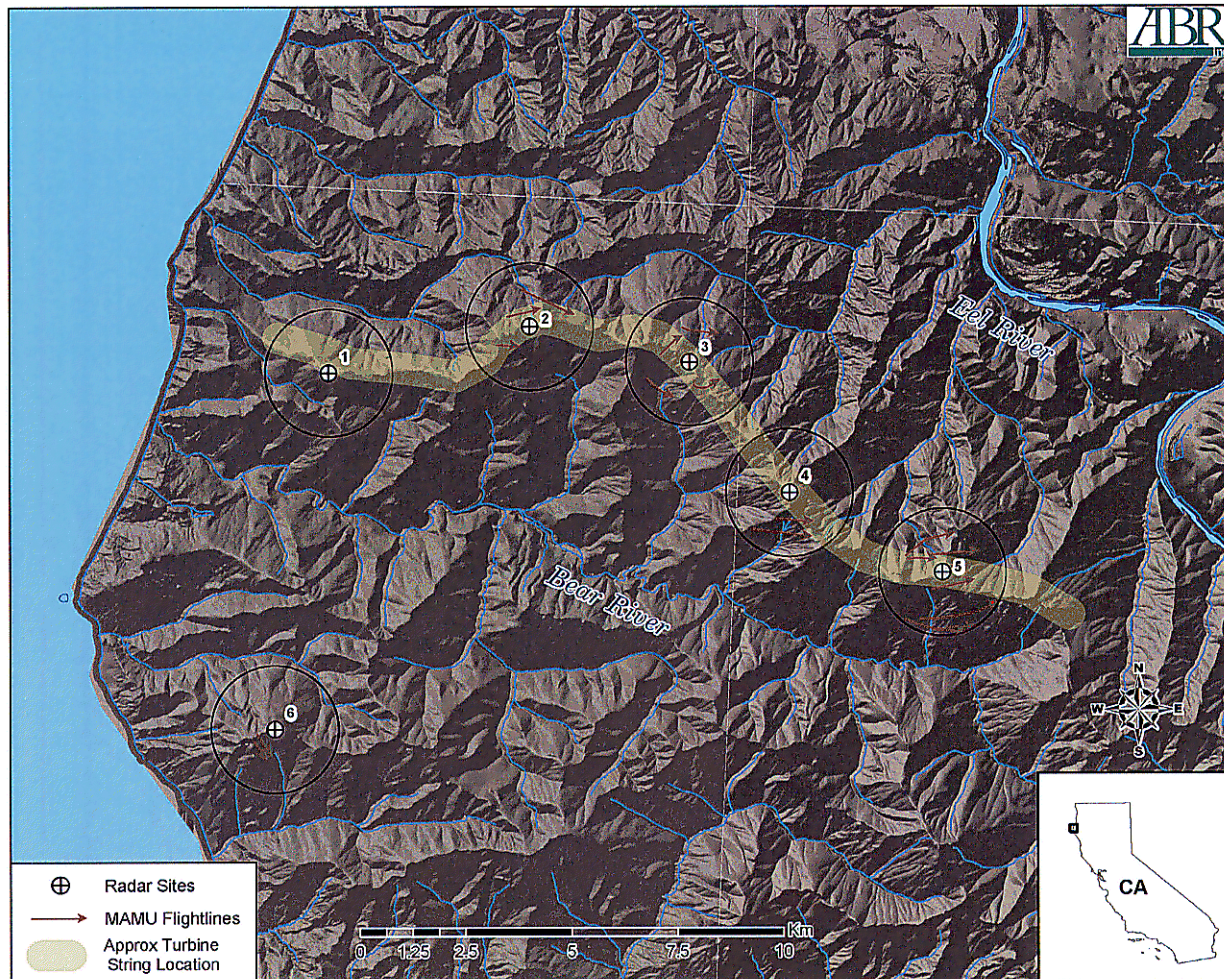 ABR
Inc
1
2
3
Eel River
4
5
Bear River
6
N
W E
S
CA
Radar Sites
MAMU Flightlines
Approx Turbine
String Location
Km
0 1.25 2.5 5 7.5 10